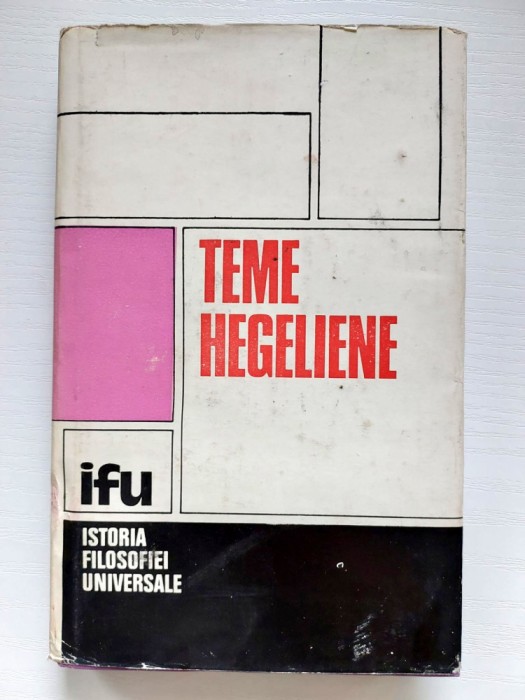 TEME
HEGELIENE
ifu
ISTORIA
FILOSOFIEI
UNIVERSALE